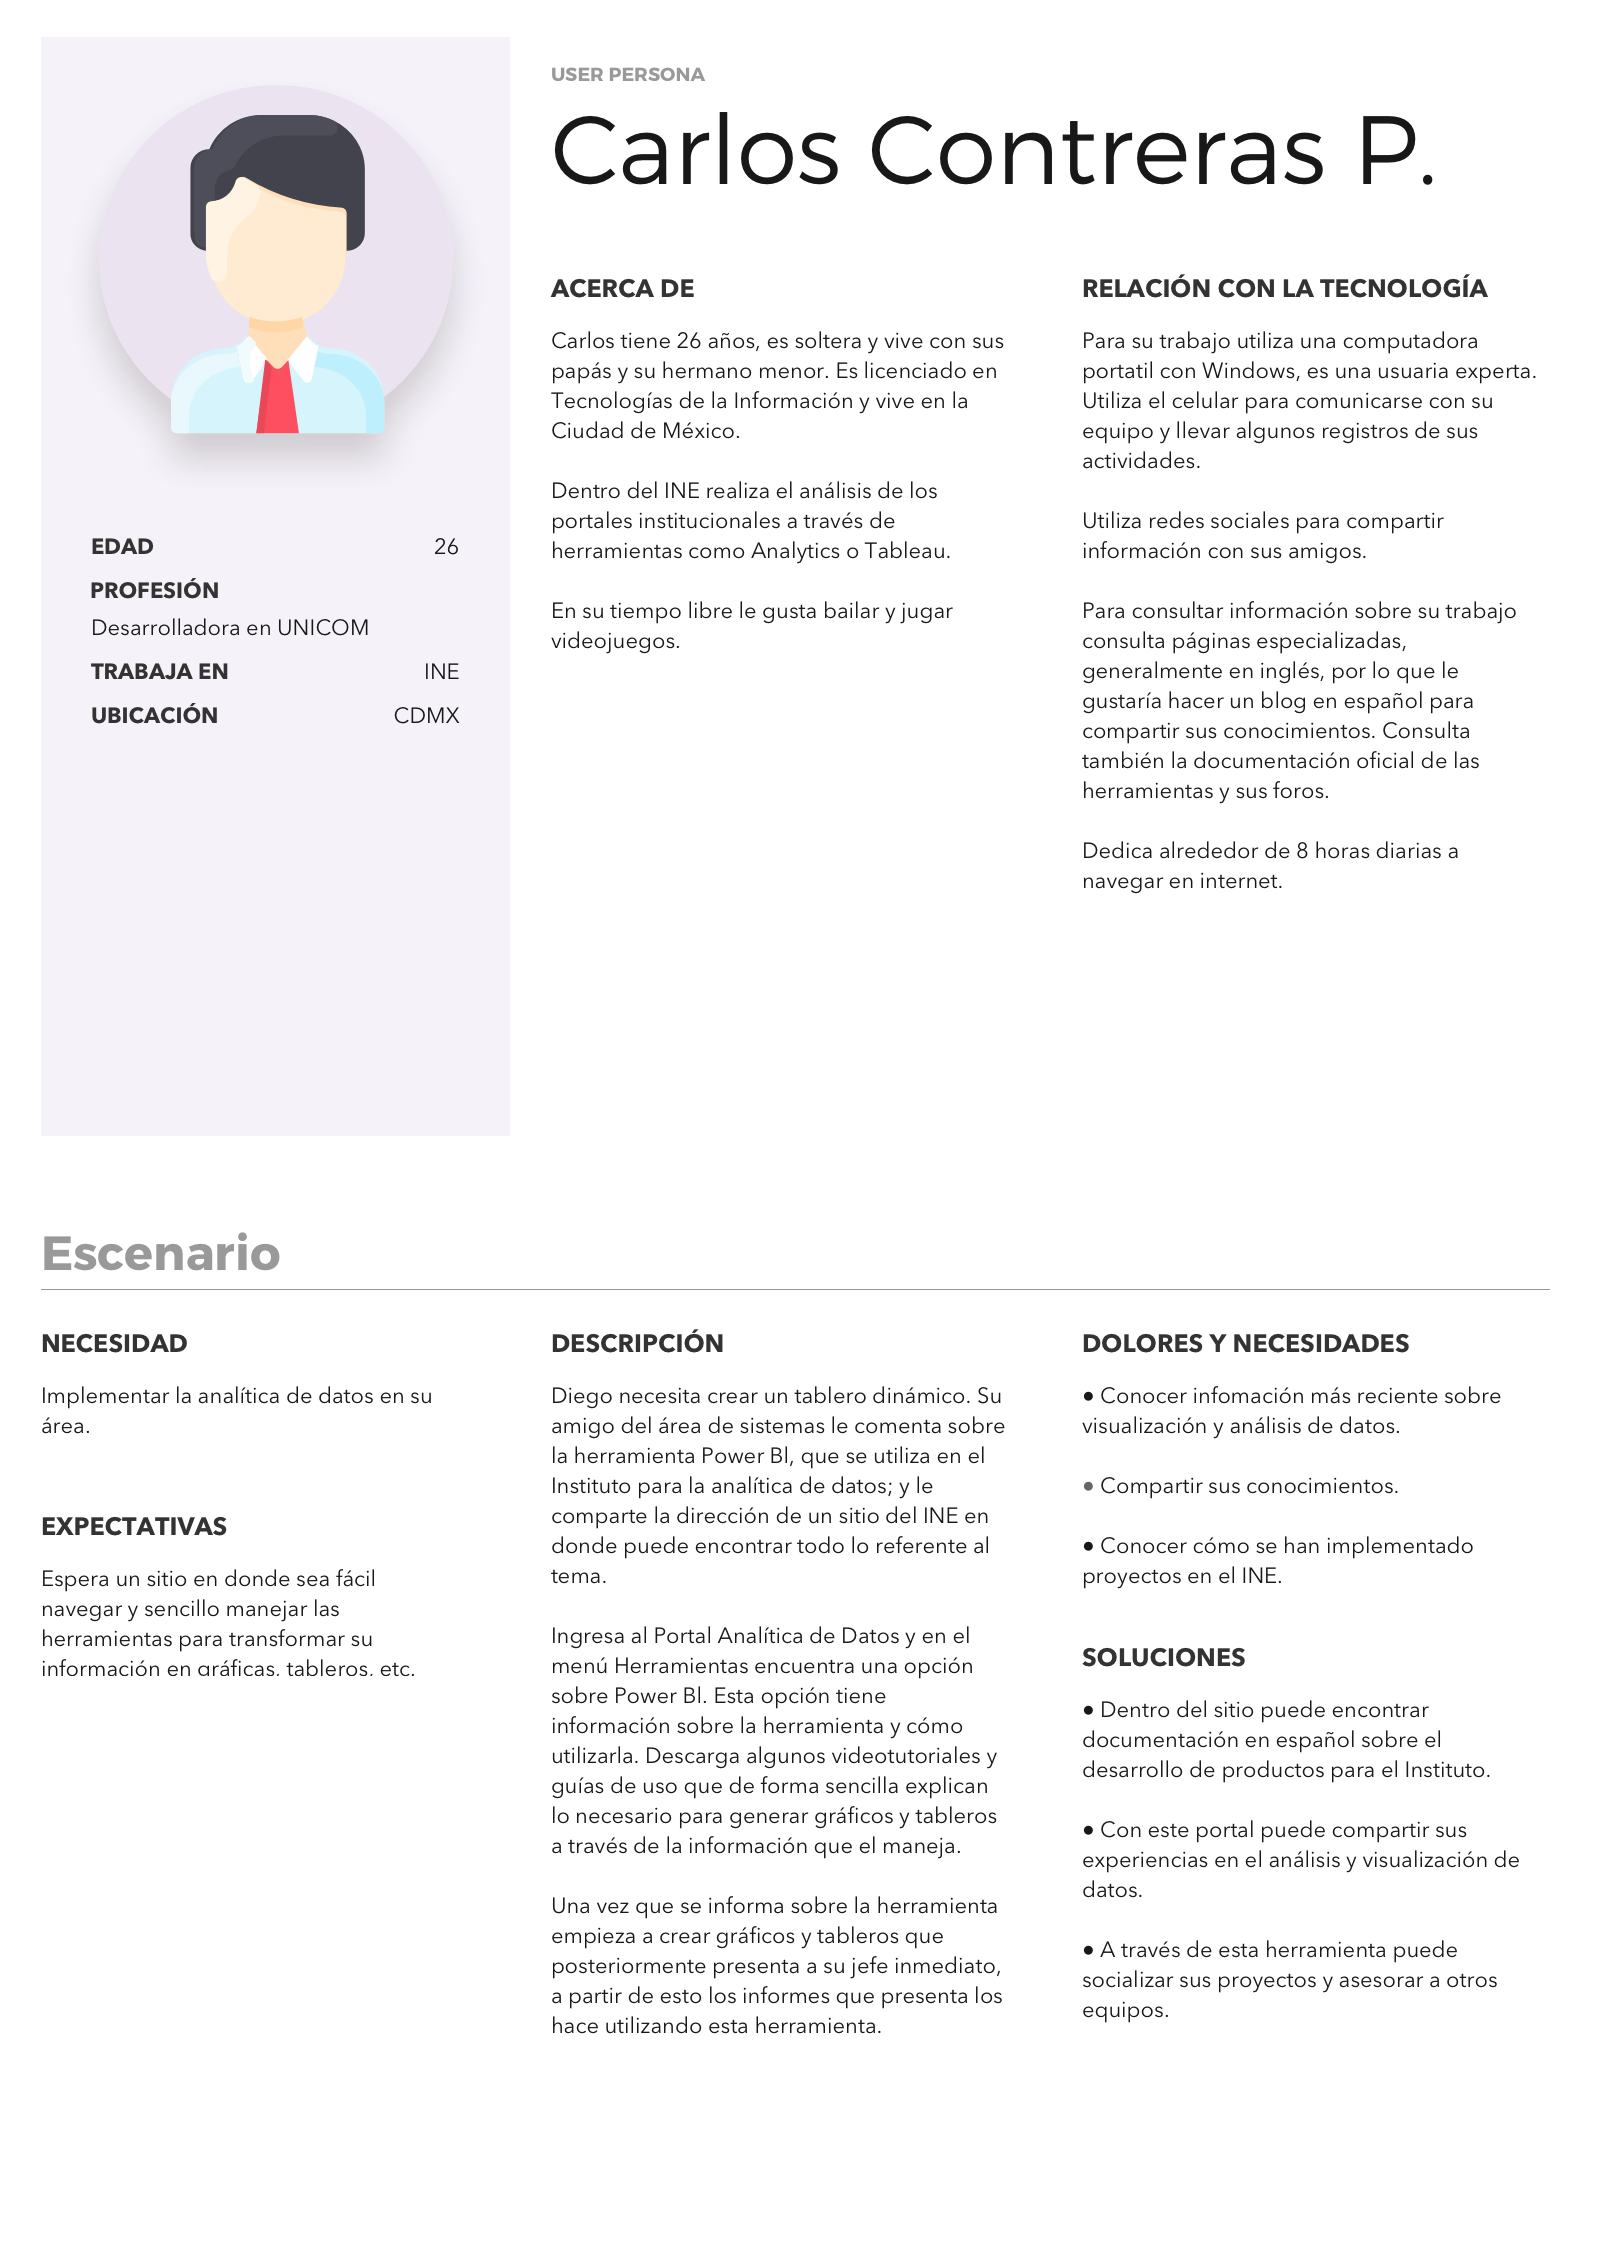 USER PERSONA
Carlos Contreras P.
EDAD 26
PROFESIÓN
Desarrolladora en UNICOM
TRABAJA EN INE
UBICACIÓN CDMX
ACERCA DE
Carlos tiene 26 años, es soltera y vive con sus
papás y su hermano menor. Es licenciado en
Tecnologías de la Información y vive en la
Ciudad de México.
Dentro del INE realiza el análisis de los
portales institucionales a través de
herramientas como Analytics o Tableau.
En su tiempo libre le gusta bailar y jugar
videojuegos.
RELACIÓN CON LA TECNOLOGÍA
Para su trabajo utiliza una computadora
portatil con Windows, es una usuaria experta.
Utiliza el celular para comunicarse con su
equipo y llevar algunos registros de sus
actividades.
Utiliza redes sociales para compartir
información con sus amigos.
Para consultar información sobre su trabajo
consulta páginas especializadas,
generalmente en inglés, por lo que le
gustaría hacer un blog en español para
compartir sus conocimientos. Consulta
también la documentación oficial de las
herramientas y sus foros.
Dedica alrededor de 8 horas diarias a
navegar en internet.
Escenario
NECESIDAD
Implementar la analítica de datos en su
área.
EXPECTATIVAS
Espera un sitio en donde sea fácil
navegar y sencillo manejar las
herramientas para transformar su
información en gráficas, tableros, etc.
DESCRIPCIÓN
Diego necesita crear un tablero dinámico. Su
amigo del área de sistemas le comenta sobre
la herramienta Power Bl, que se utiliza en el
Instituto para la analítica de datos; y le
comparte la dirección de un sitio del INE en
donde puede encontrar todo lo referente al
tema.
Ingresa al Portal Analítica de Datos y en el
menú Herramientas encuentra una opción
sobre Power Bl. Esta opción tiene
información sobre la herramienta y cómo
utilizarla. Descarga algunos videotutoriales y
guías de uso que de forma sencilla explican
lo necesario para generar gráficos y tableros
a través de la información que el maneja.
Una vez que se informa sobre la herramienta
empieza a crear gráficos y tableros que
posteriormente presenta a su jefe inmediato,
a partir de esto los informes que presenta los
hace utilizando esta herramienta.
DOLORES Y NECESIDADES
● Conocer infomación más reciente sobre
visualización y análisis de datos.
● Compartir sus conocimientos.
● Conocer cómo se han implementado
proyectos en el INE.
SOLUCIONES
● Dentro del sitio puede encontrar
documentación en español sobre el
desarrollo de productos para el Instituto.
● Con este portal puede compartir sus
experiencias en el análisis y visualización de
datos.
● A través de esta herramienta puede
socializar sus proyectos y asesorar a otros
equipos.